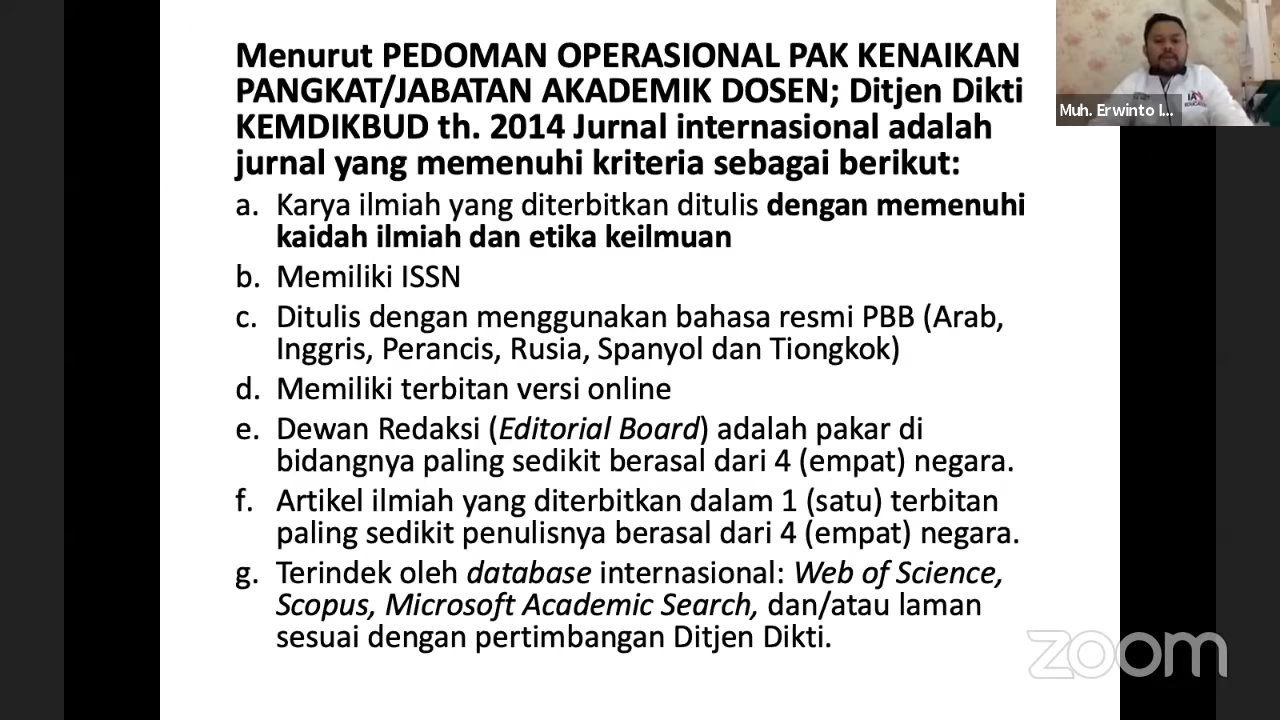 Menurut PEDOMAN OPERASIONAL PAK KENAIKAN
PANGKAT/JABATAN AKADEMIK DOSEN; Ditjen Dikti
KEMDIKBUD th. 2014 Jurnal internasional adalah
jurnal yang memenuhi kriteria sebagai berikut:
a. Karya ilmiah yang diterbitkan ditulis dengan memenuhi
kaidah ilmiah dan etika keilmuan
b. Memiliki ISSN
c. Ditulis dengan menggunakan bahasa resmi PBB (Arab,
Inggris, Perancis, Rusia, Spanyol dan Tiongkok)
d. Memiliki terbitan versi online
e. Dewan Redaksi (Editorial Board) adalah pakar di
bidangnya paling sedikit berasal dari 4 (empat) negara.
f. Artikel ilmiah yang diterbitkan dalam 1 (satu) terbitan
paling sedikit penulisnya berasal dari 4 (empat) negara.
g. Terindek oleh database internasional: Web of Science,
Scopus, Microsoft Academic Search, dan/atau laman
sesuai dengan pertimbangan Ditjen Dikti.
Muh. Erwinto I...
zoom